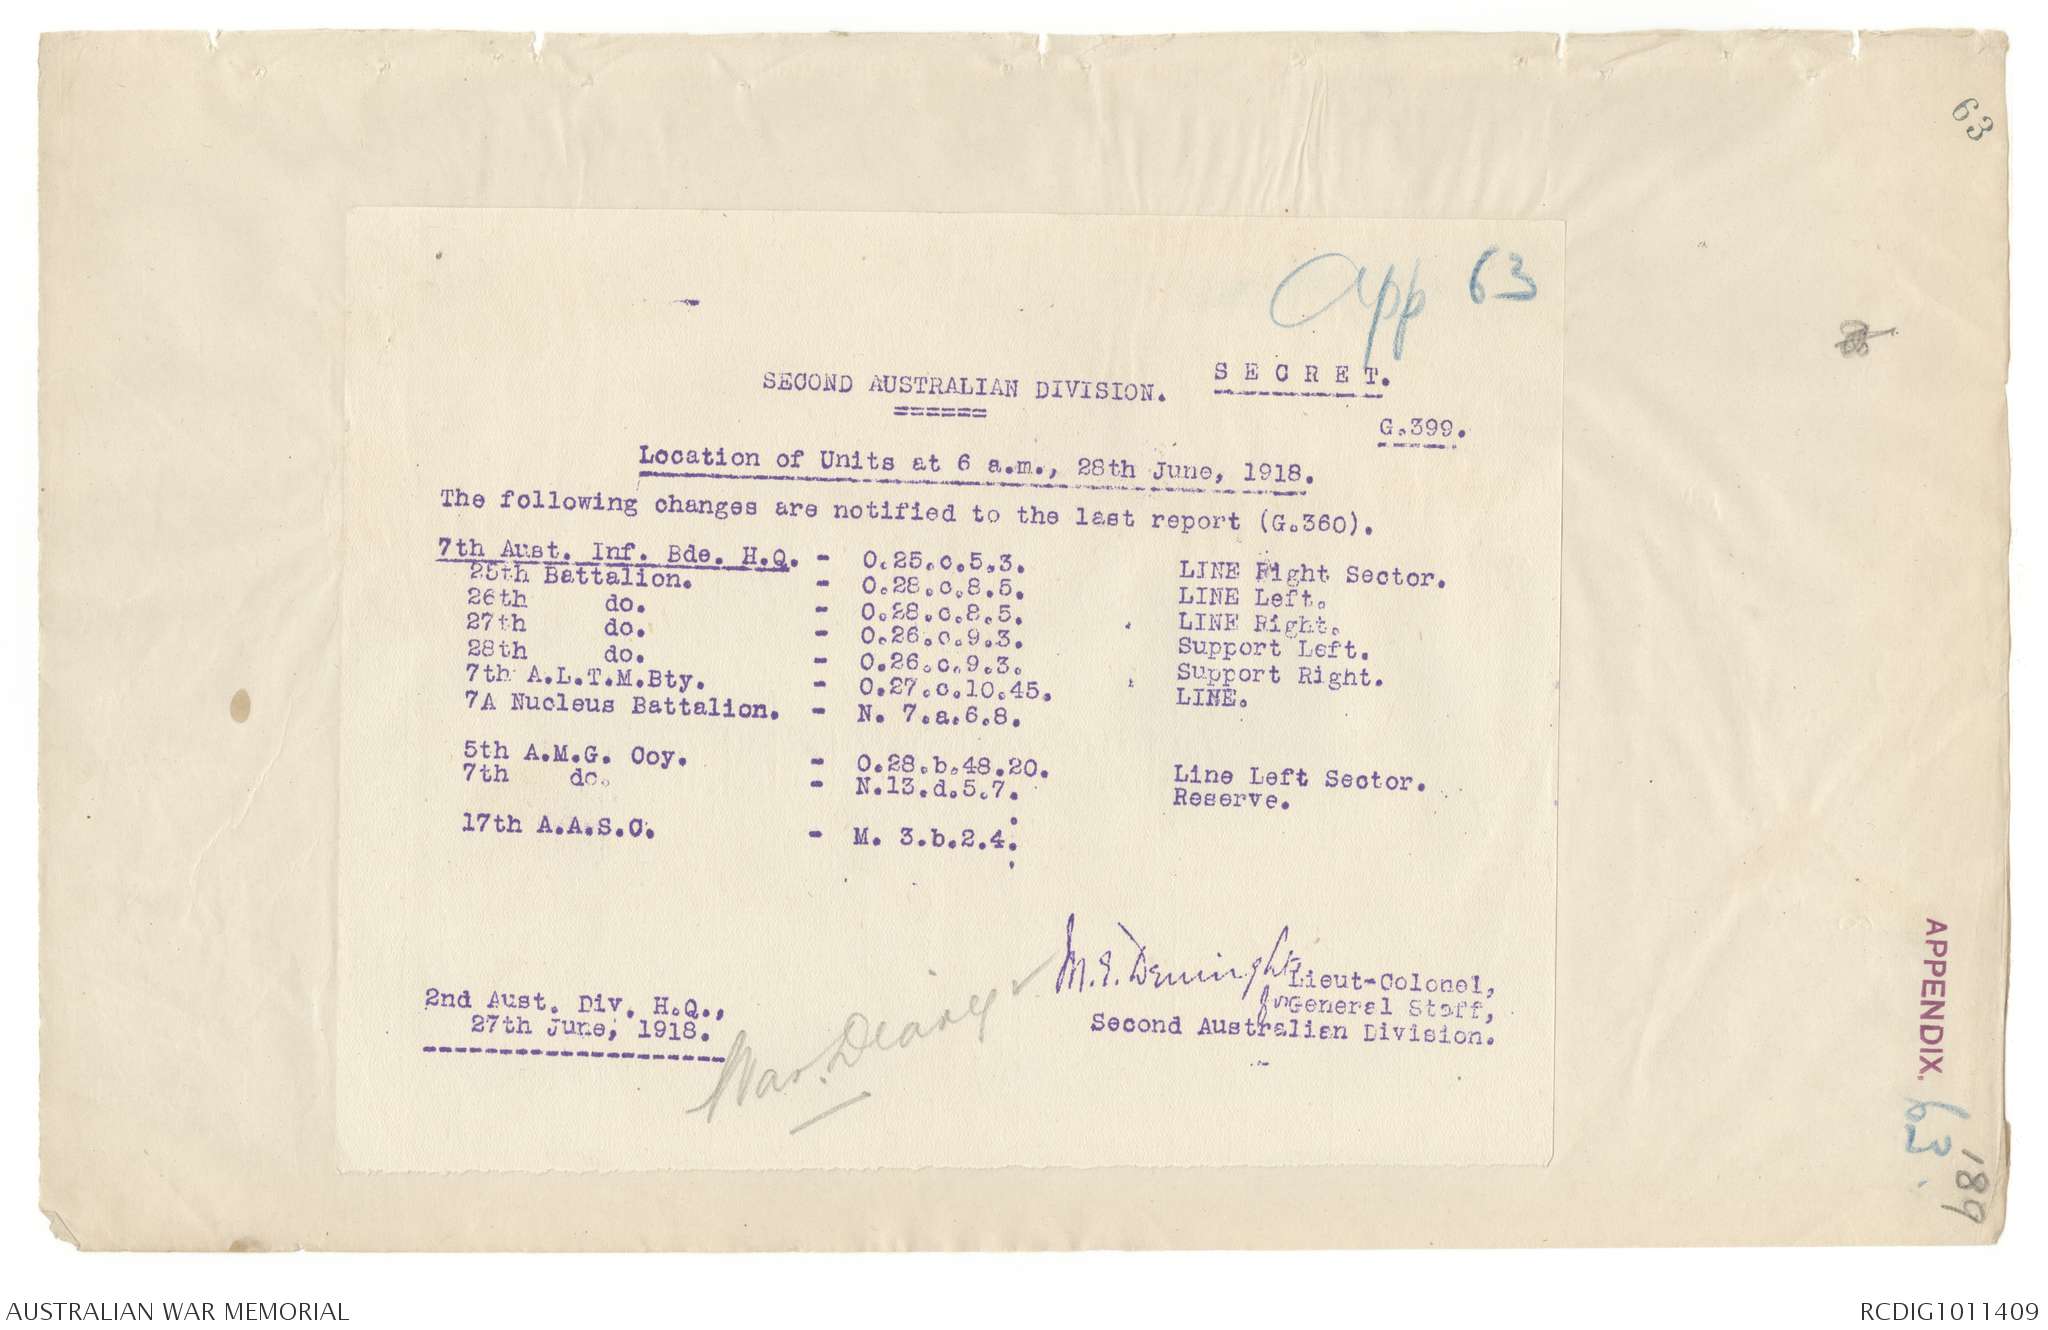 63
App 63
SECOND AUSTRALIAN DIVISION. S E C R E T.
G.399.
Location of Units at 6 a.m., 28th June, 1918.
The following changes are notified to the last report (G.360).
7th Aust. Inf. Bde. H.Q. - O.25.c.5.3. LINE Right Sector.
25th Battalion. - O.28.c.8.5. LINE Left.
26th do. - O.28.c.8.5. LINE Right.
27th do. - O.26.c.9.3. Support Left.
28th do. - O.26.c.9.3. Support Right.
7th A.L.T.M.Bty. - O.27.c.10.45. LINE.
7A Nucleus Battalion. - N. 7.a.6.8.
5th A.M.G. Coy. - O.28.b.48.20. Line Left Sector.
7th do. - N.13.d.5.7. Reserve.
17th A.A.S.C. - M. 3.b.2.4.
M.E. Lieut-Colonel,
2nd Aust. Div. H.Q., for General Staff,
27th June, 1918. Second Australian Division.
War Diary
APPENDIX. 63.
189
AUSTRALIAN WAR MEMORIAL RCDIG1011409